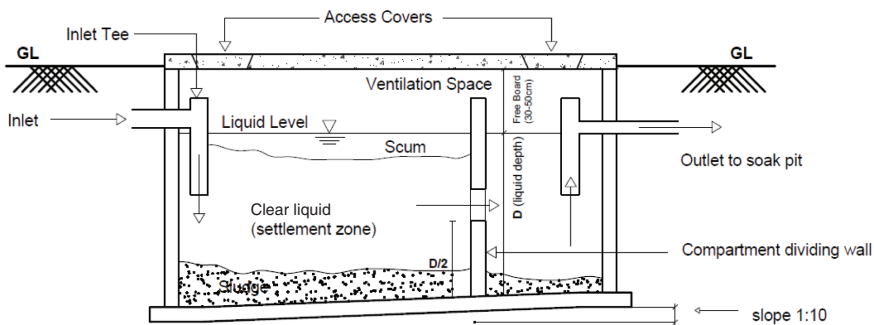 Access Covers
Inlet Tee
GL
GL
Ventilation Space
Free Board
(30-50cm)
Inlet
Liquid Level
Scum
Outlet to soak pit
D (liquid depth)
Clear liquid
(settlement zone)
D/2
Compartment dividing wall
Sludge
slope 1:10